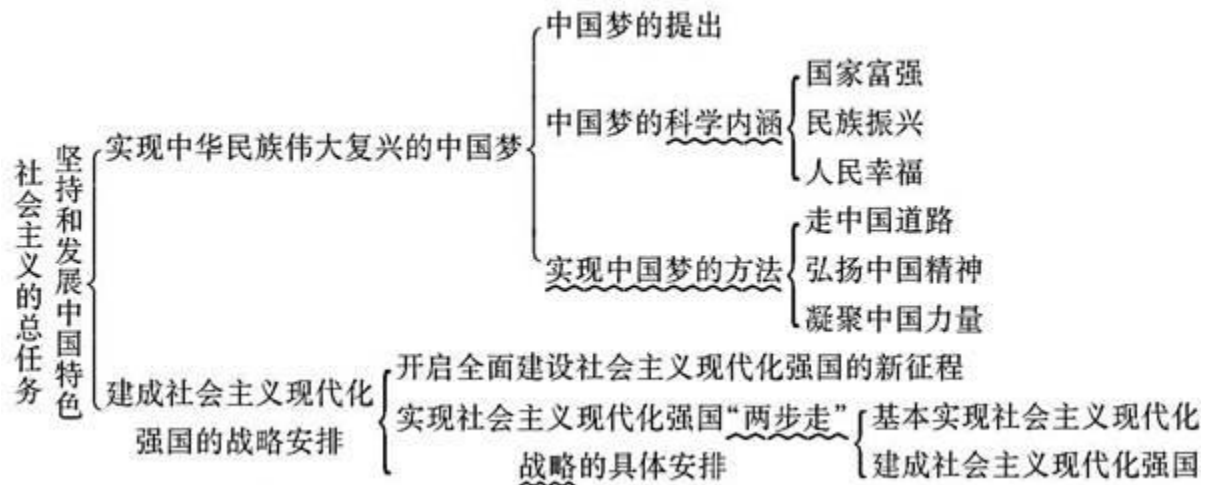 坚持和发展中国特色
社会主义的总任务
实现中华民族伟大复兴的中国梦
中国梦的提出
中国梦的科学内涵
国家富强
民族振兴
人民幸福
实现中国梦的方法
走中国道路
弘扬中国精神
凝聚中国力量
建成社会主义现代化
强国的战略安排
开启全面建设社会主义现代化强国的新征程
实现社会主义现代化强国“两步走”
战略的具体安排
基本实现社会主义现代化
建成社会主义现代化强国